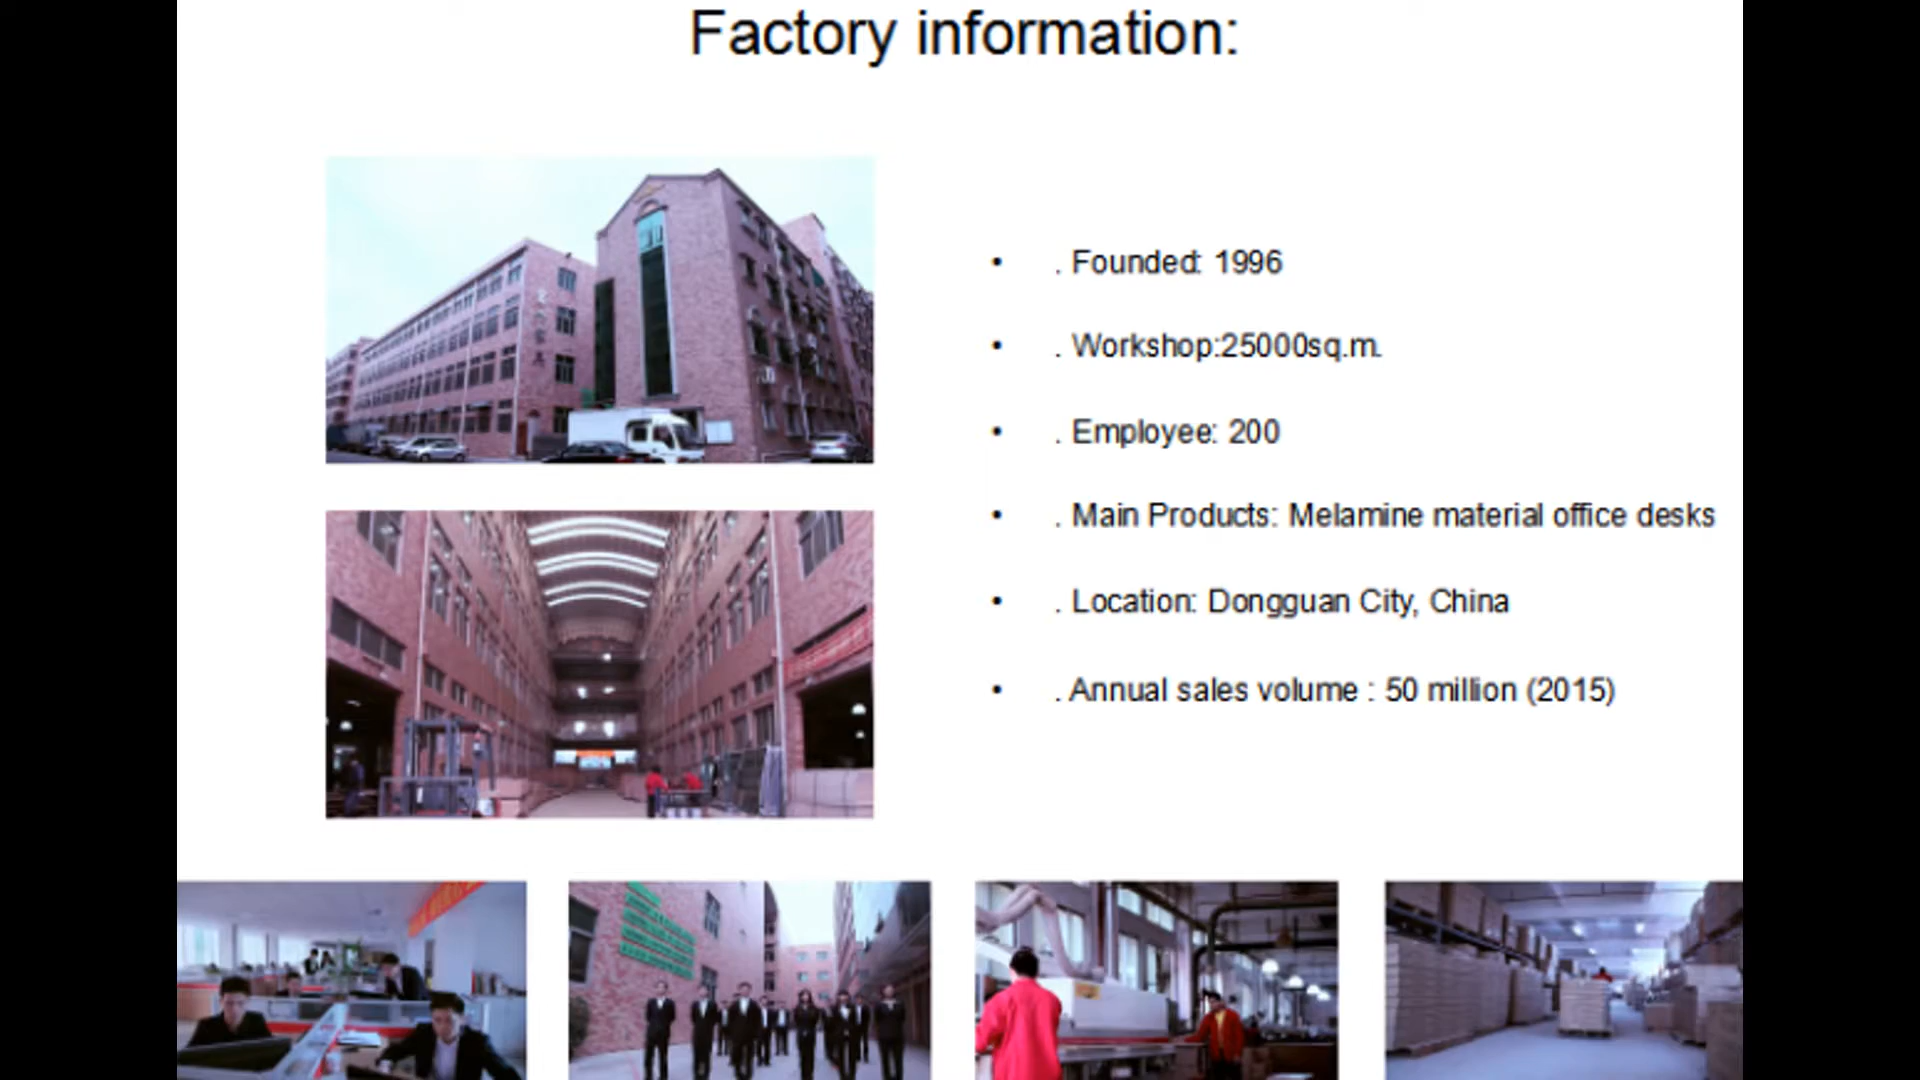 Factory information:
• . Founded: 1996
• . Workshop:25000sq.m.
• . Employee: 200
• . Main Products: Melamine material office desks
• . Location: Dongguan City, China
• . Annual sales volume : 50 million (2015)